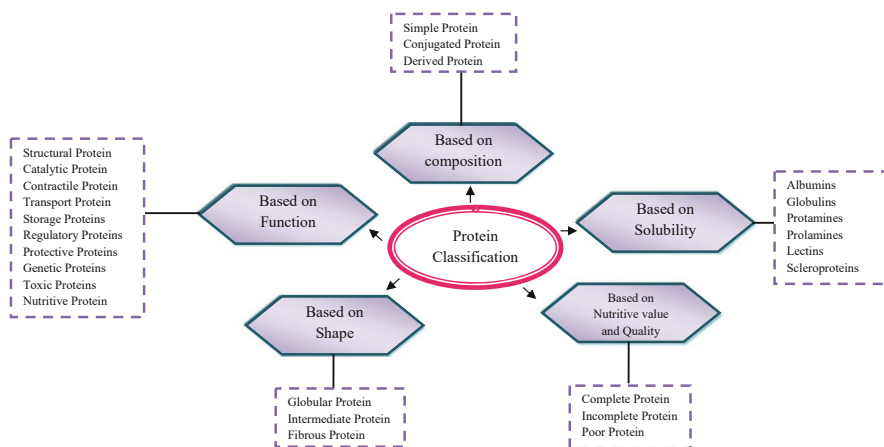 Simple Protein
Conjugated Protein
Derived Protein
Based on
composition
Structural Protein
Catalytic Protein
Contractile Protein
Transport Protein
Storage Proteins
Regulatory Proteins
Protective Proteins
Genetic Proteins
Toxic Proteins
Nutritive Protein
Based on
Function
Protein
Classification
Based on
Solubility
Albumins
Globulins
Protamines
Prolamines
Lectins
Scleroproteins
Based on
Shape
Based on
Nutritive value
and Quality
Globular Protein
Intermediate Protein
Fibrous Protein
Complete Protein
Incomplete Protein
Poor Protein